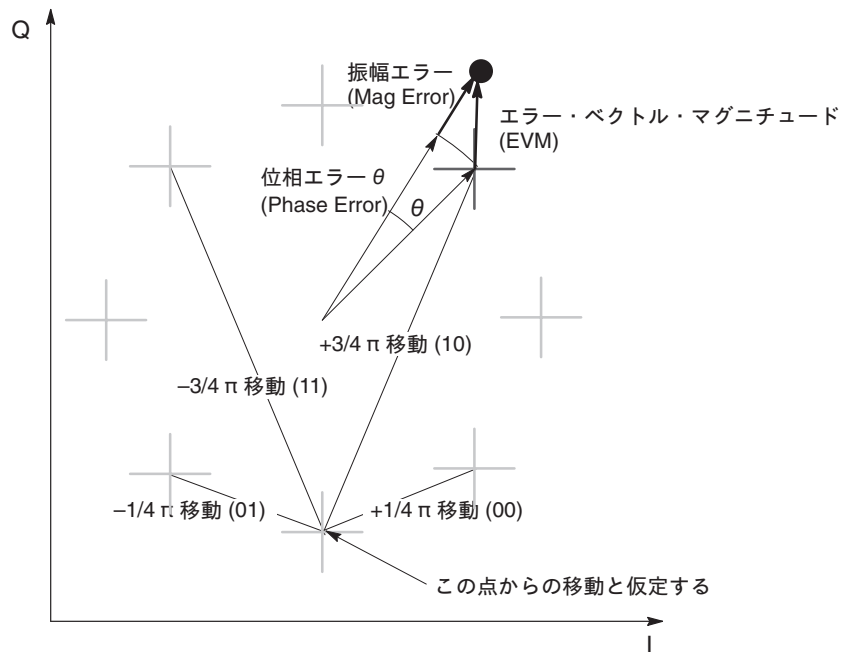 Q
振幅エラー
(Mag Error)
エラー・ベクトル・マグニチュード
(EVM)
位相エラー θ
(Phase Error)
θ
+3/4 π 移動 (10)
–3/4 π 移動 (11)
–1/4 π 移動 (01)
+1/4 π 移動 (00)
この点からの移動と仮定する
I